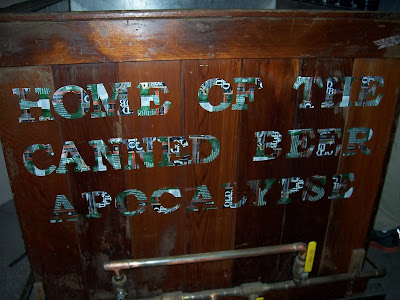 HOME OF THE
CANNED BEER
APOCALYPSE